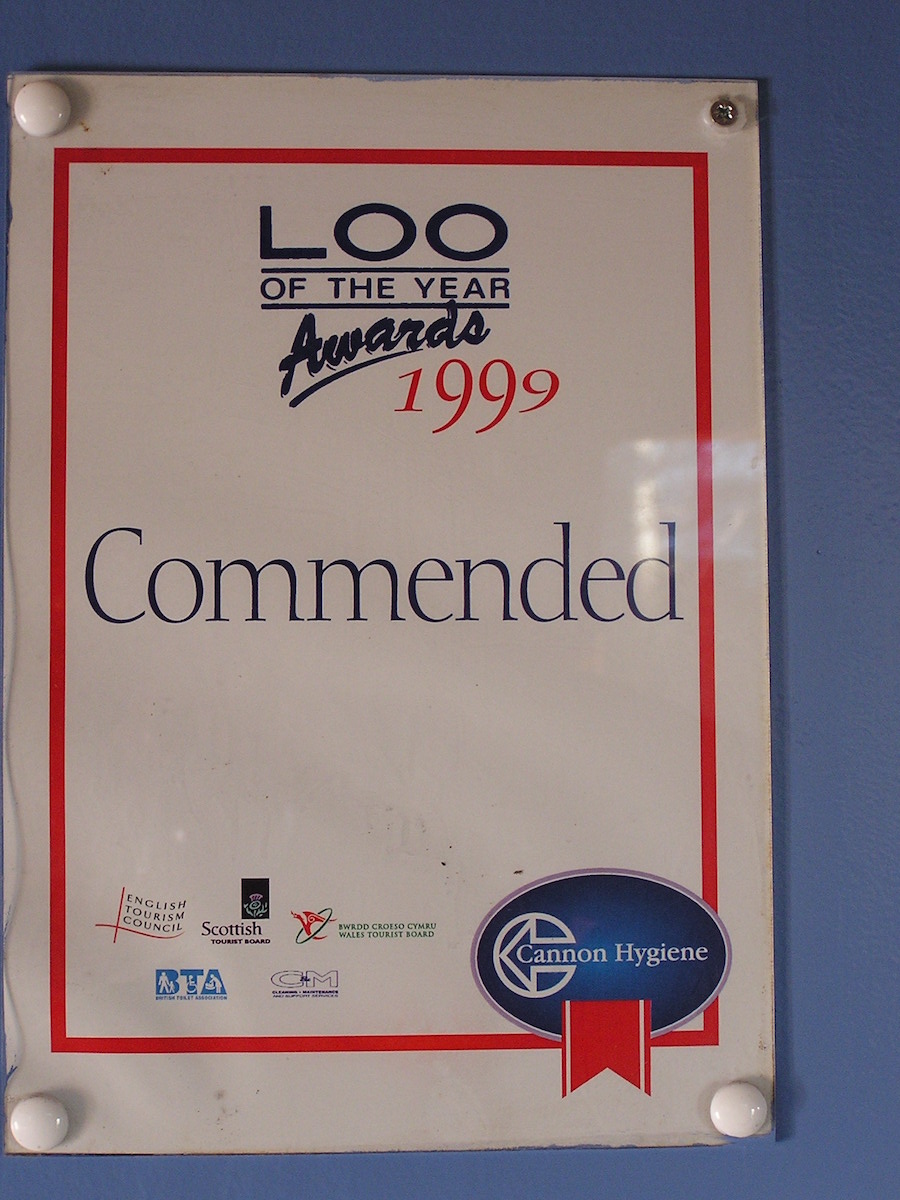 LOO
OF THE YEAR
Awards
1999
Commended
ENGLISH
TOURISM
COUNCIL
Scottish
TOURIST BOARD
BWRDD CROESO CYMRU
WALES TOURIST BOARD
BTA
BRITISH TOILET ASSOCIATION
C&M
CLEANING + MAINTENANCE
AND SUPPORT SERVICES
Cannon Hygiene